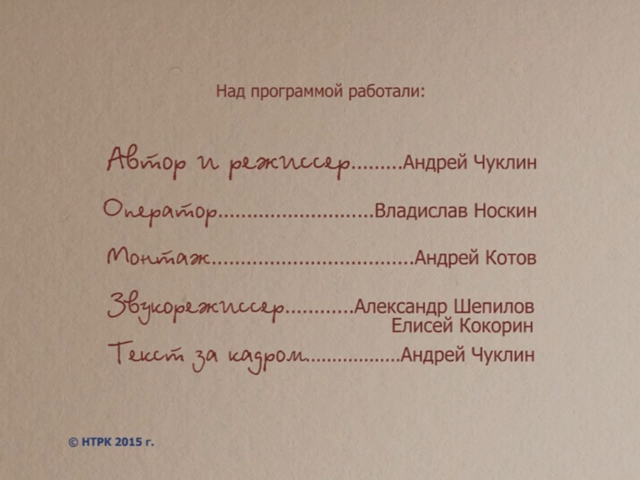 Над программой работали:
Автор и режиссер.........Андрей Чуклин
Оператор...........................Владислав Носкин
Монтаж...................................Андрей Котов
Звукорежиссер............Александр Шепилов
Елисей Кокорин
Текст за кадром.................Андрей Чуклин
© НТРК 2015 г.